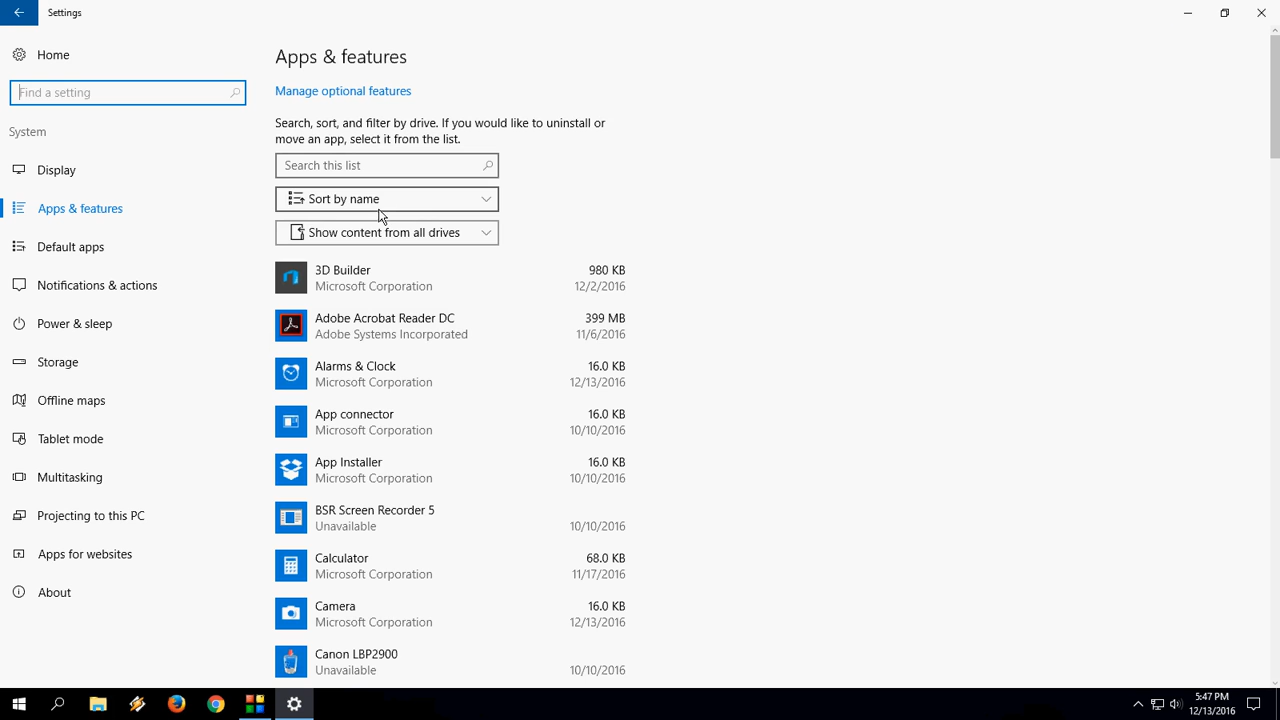 Settings
Home
Find a setting
System
Display
Apps & features
Default apps
Notifications & actions
Power & sleep
Storage
Offline maps
Tablet mode
Multitasking
Projecting to this PC
Apps for websites
About
Apps & features
Manage optional features
Search, sort, and filter by drive. If you would like to uninstall or
move an app, select it from the list.
Search this list
Sort by name
Show content from all drives
3D Builder 980 KB
Microsoft Corporation 12/2/2016
Adobe Acrobat Reader DC 399 MB
Adobe Systems Incorporated 11/6/2016
Alarms & Clock 16.0 KB
Microsoft Corporation 12/13/2016
App connector 16.0 KB
Microsoft Corporation 10/10/2016
App Installer 16.0 KB
Microsoft Corporation 10/10/2016
BSR Screen Recorder 5
Unavailable 10/10/2016
Calculator 68.0 KB
Microsoft Corporation 11/17/2016
Camera 16.0 KB
Microsoft Corporation 12/13/2016
Canon LBP2900
Unavailable 10/10/2016
5:47 PM
12/13/2016